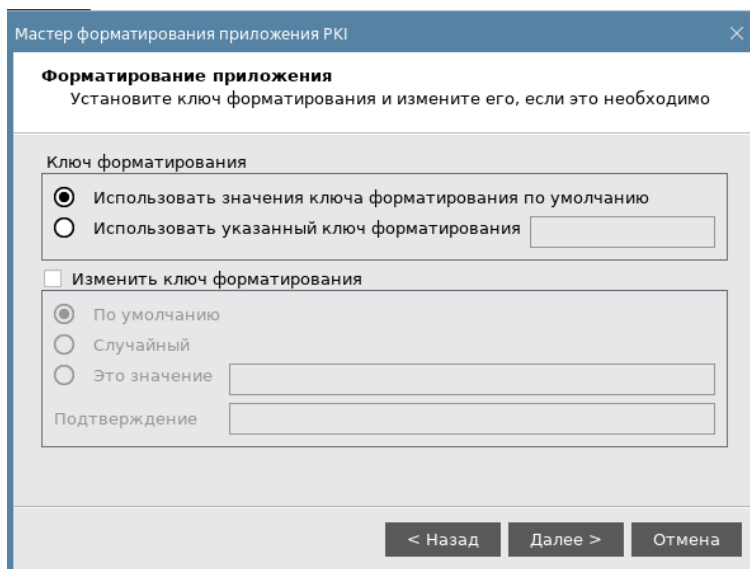 Мастер форматирования приложения PKI
Форматирование приложения
Установите ключ форматирования и измените его, если это необходимо
Ключ форматирования
Использовать значения ключа форматирования по умолчанию
Использовать указанный ключ форматирования
Изменить ключ форматирования
По умолчанию
Случайный
Это значение
Подтверждение
< Назад Далее > Отмена